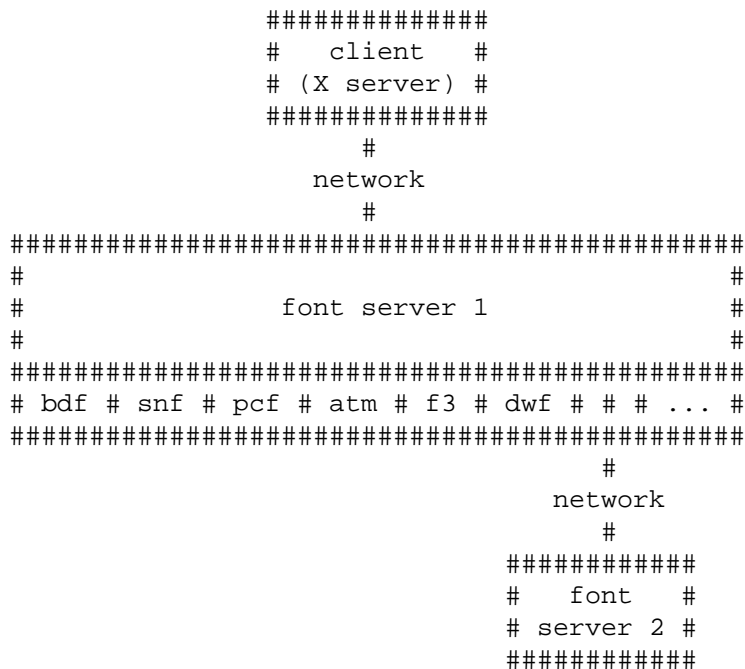 ##############
#   client   #
# (X server) #
##############
#
network
#
##############################################
#                                            #
#                font server 1               #
#                                            #
##############################################
# bdf # snf # pcf # atm # f3 # dwf # # # ... #
##############################################
#
network
#
############
#   font   #
# server 2 #
############